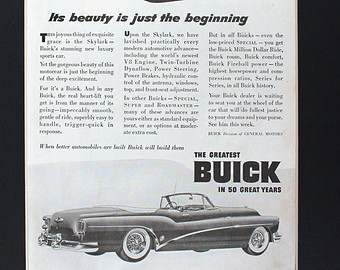 Its beauty is just the beginning
This joyous thing of exquisite
grace is the Skylark—
Buick's stunning new luxury
sports car.
Yet the gorgeous beauty of this
motorcar is just the beginning
of the deep excitement.
For it's a Buick. And in any
Buick, the real heart-lift you
get is from the manner of its
going—impeccably smooth,
gentle of ride, superbly easy to
handle, trigger-quick in
response.
Upon the Skylark, we have
lavished practically every
modern automotive advance—
including the world's newest
V8 Engine, Twin-Turbine
Dynaflow, Power Steering,
Power Brakes, hydraulic control
of the antenna, windows,
top, and front-seat adjustment.
In other Buicks—SPECIAL,
SUPER and ROADMASTER—
many of these advances are
yours either as standard equipment,
or as options at moderate
extra cost.
But in all Buicks—even the
low-priced SPECIAL—you get
the Buick Million Dollar Ride,
Buick room, Buick comfort,
Buick Fireball power—the
highest horsepower and compression
ratios, Series for
Series, in all Buick history.
Your Buick dealer is waiting
to seat you at the wheel of the
car that will do fullest justice
to your dreams and your purse.
See him this week.
BUICK Division of GENERAL MOTORS
When better automobiles are built Buick will build them
THE GREATEST
BUICK
IN 50 GREAT YEARS